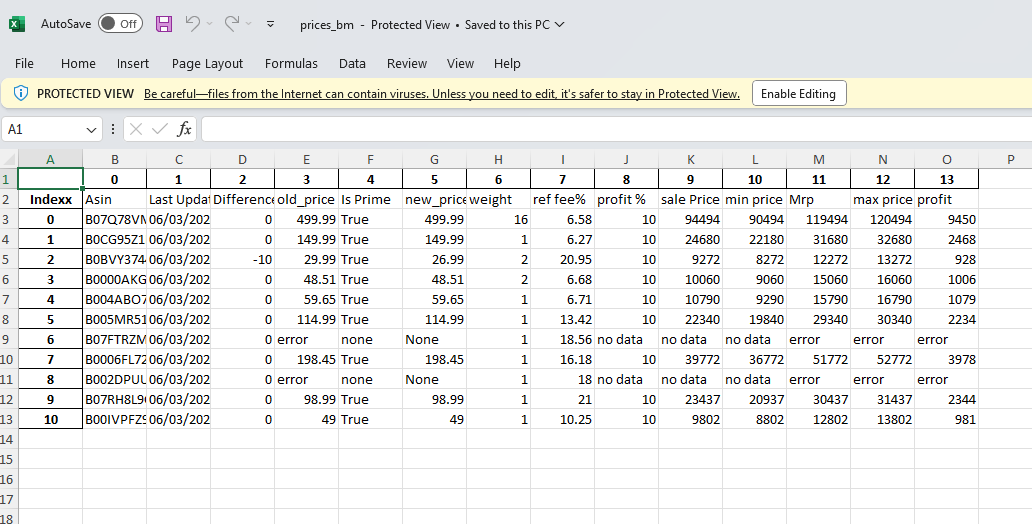 AutoSave Off prices_bm - Protected View • Saved to this PC
File Home Insert Page Layout Formulas Data Review View Help
PROTECTED VIEW Be careful—files from the Internet can contain viruses. Unless you need to edit, it's safer to stay in Protected View. Enable Editing
A1 fx
A B C D E F G H I J K L M N O P
1 0 1 2 3 4 5 6 7 8 9 10 11 12 13
2 Indexx Asin Last Updat Difference old_price Is Prime new_price weight ref fee% profit % sale Price min price Mrp max price profit
3 0 B07Q78VM 06/03/202 0 499.99 True 499.99 16 6.58 10 94494 90494 119494 120494 9450
4 1 B0CG95Z1 06/03/202 0 149.99 True 149.99 1 6.27 10 24680 22180 31680 32680 2468
5 2 B0BVY374 06/03/202 -10 29.99 True 26.99 2 20.95 10 9272 8272 12272 13272 928
6 3 B0000AKG 06/03/202 0 48.51 True 48.51 2 6.68 10 10060 9060 15060 16060 1006
7 4 B004ABO7 06/03/202 0 59.65 True 59.65 1 6.71 10 10790 9290 15790 16790 1079
8 5 B005MR51 06/03/202 0 114.99 True 114.99 1 13.42 10 22340 19840 29340 30340 2234
9 6 B07FTRZM 06/03/202 0 error none None 1 18.56 no data no data no data error error error
10 7 B0006FL72 06/03/202 0 198.45 True 198.45 1 16.18 10 39772 36772 51772 52772 3978
11 8 B002DPUU 06/03/202 0 error none None 1 18 no data no data no data error error error
12 9 B07RH8L9 06/03/202 0 98.99 True 98.99 1 21 10 23437 20937 30437 31437 2344
13 10 B00IVPFZ9 06/03/202 0 49 True 49 1 10.25 10 9802 8802 12802 13802 981
14
15
16
17
18